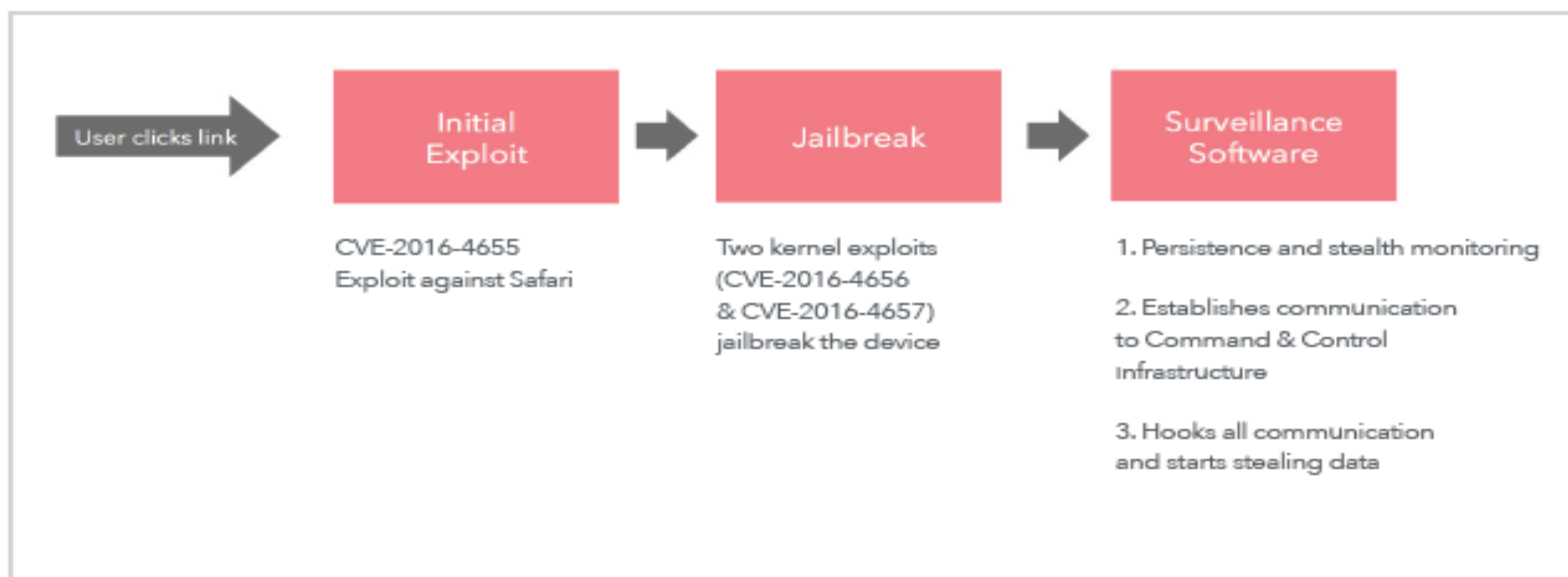 User clicks link
Initial
Exploit
CVE-2016-4655
Exploit against Safari
Jailbreak
Two kernel exploits
(CVE-2016-4656
& CVE-2016-4657)
jailbreak the device
Surveillance
Software
1. Persistence and stealth monitoring
2. Establishes communication
to Command & Control
infrastructure
3. Hooks all communication
and starts stealing data